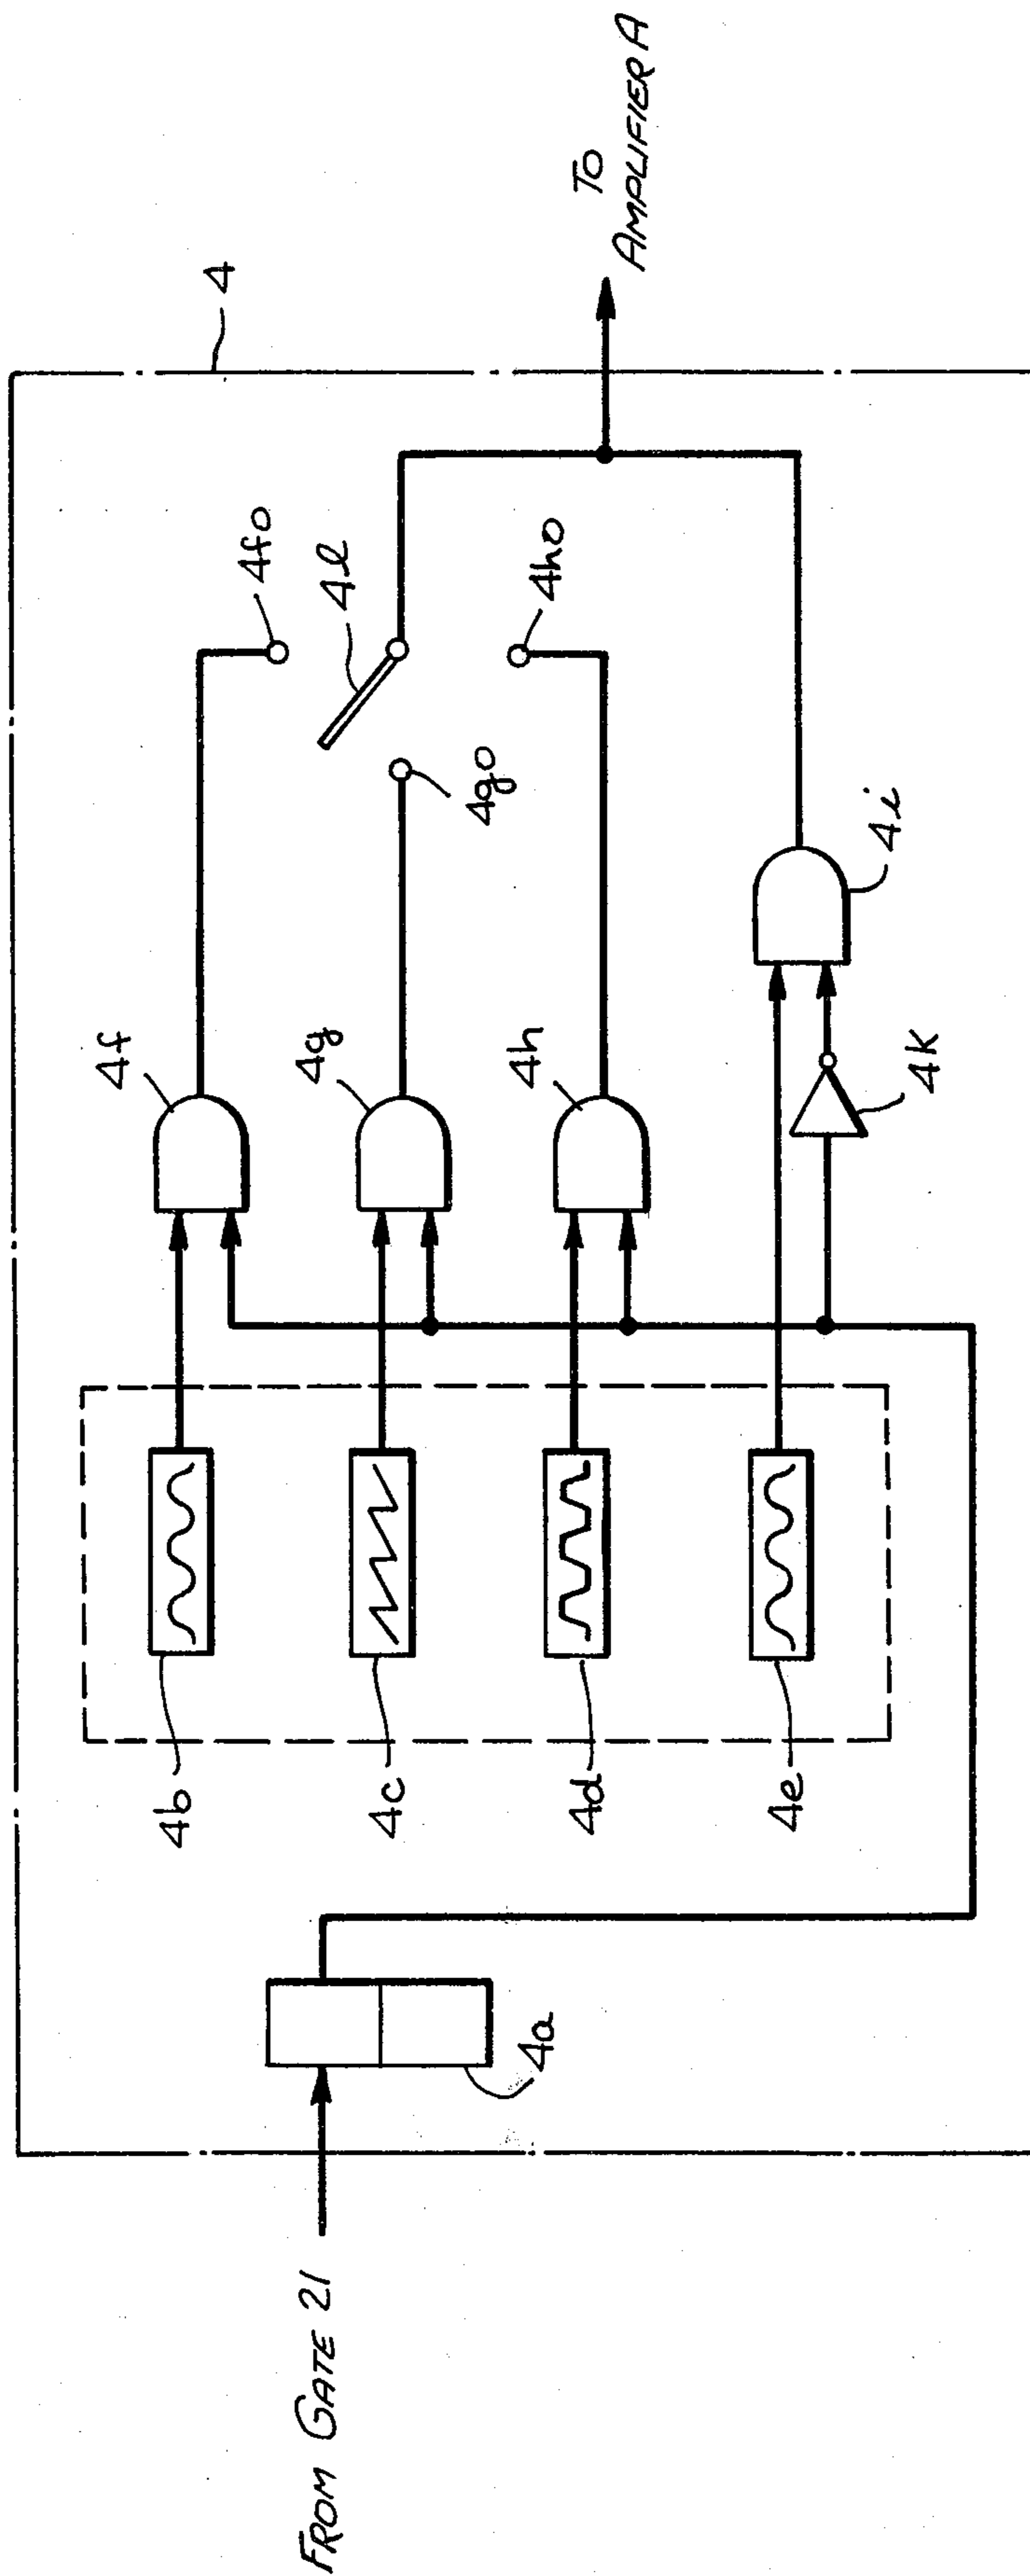 FROM GATE 21
4a
4b
4c
4d
4e
4f
4g
4h
4i
4k
4fo
4l
4go
4ho
4
TO
AMPLIFIER A